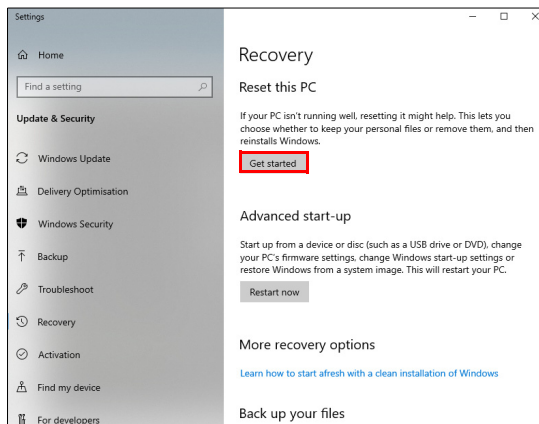 Settings
Home
Find a setting
Update & Security
Windows Update
Delivery Optimisation
Windows Security
Backup
Troubleshoot
Recovery
Activation
Find my device
For developers
Recovery
Reset this PC
If your PC isn't running well, resetting it might help. This lets you
choose whether to keep your personal files or remove them, and then
reinstalls Windows.
Get started
Advanced start-up
Start up from a device or disc (such as a USB drive or DVD), change
your PC's firmware settings, change Windows start-up settings or
restore Windows from a system image. This will restart your PC.
Restart now
More recovery options
Learn how to start afresh with a clean installation of Windows
Back up your files